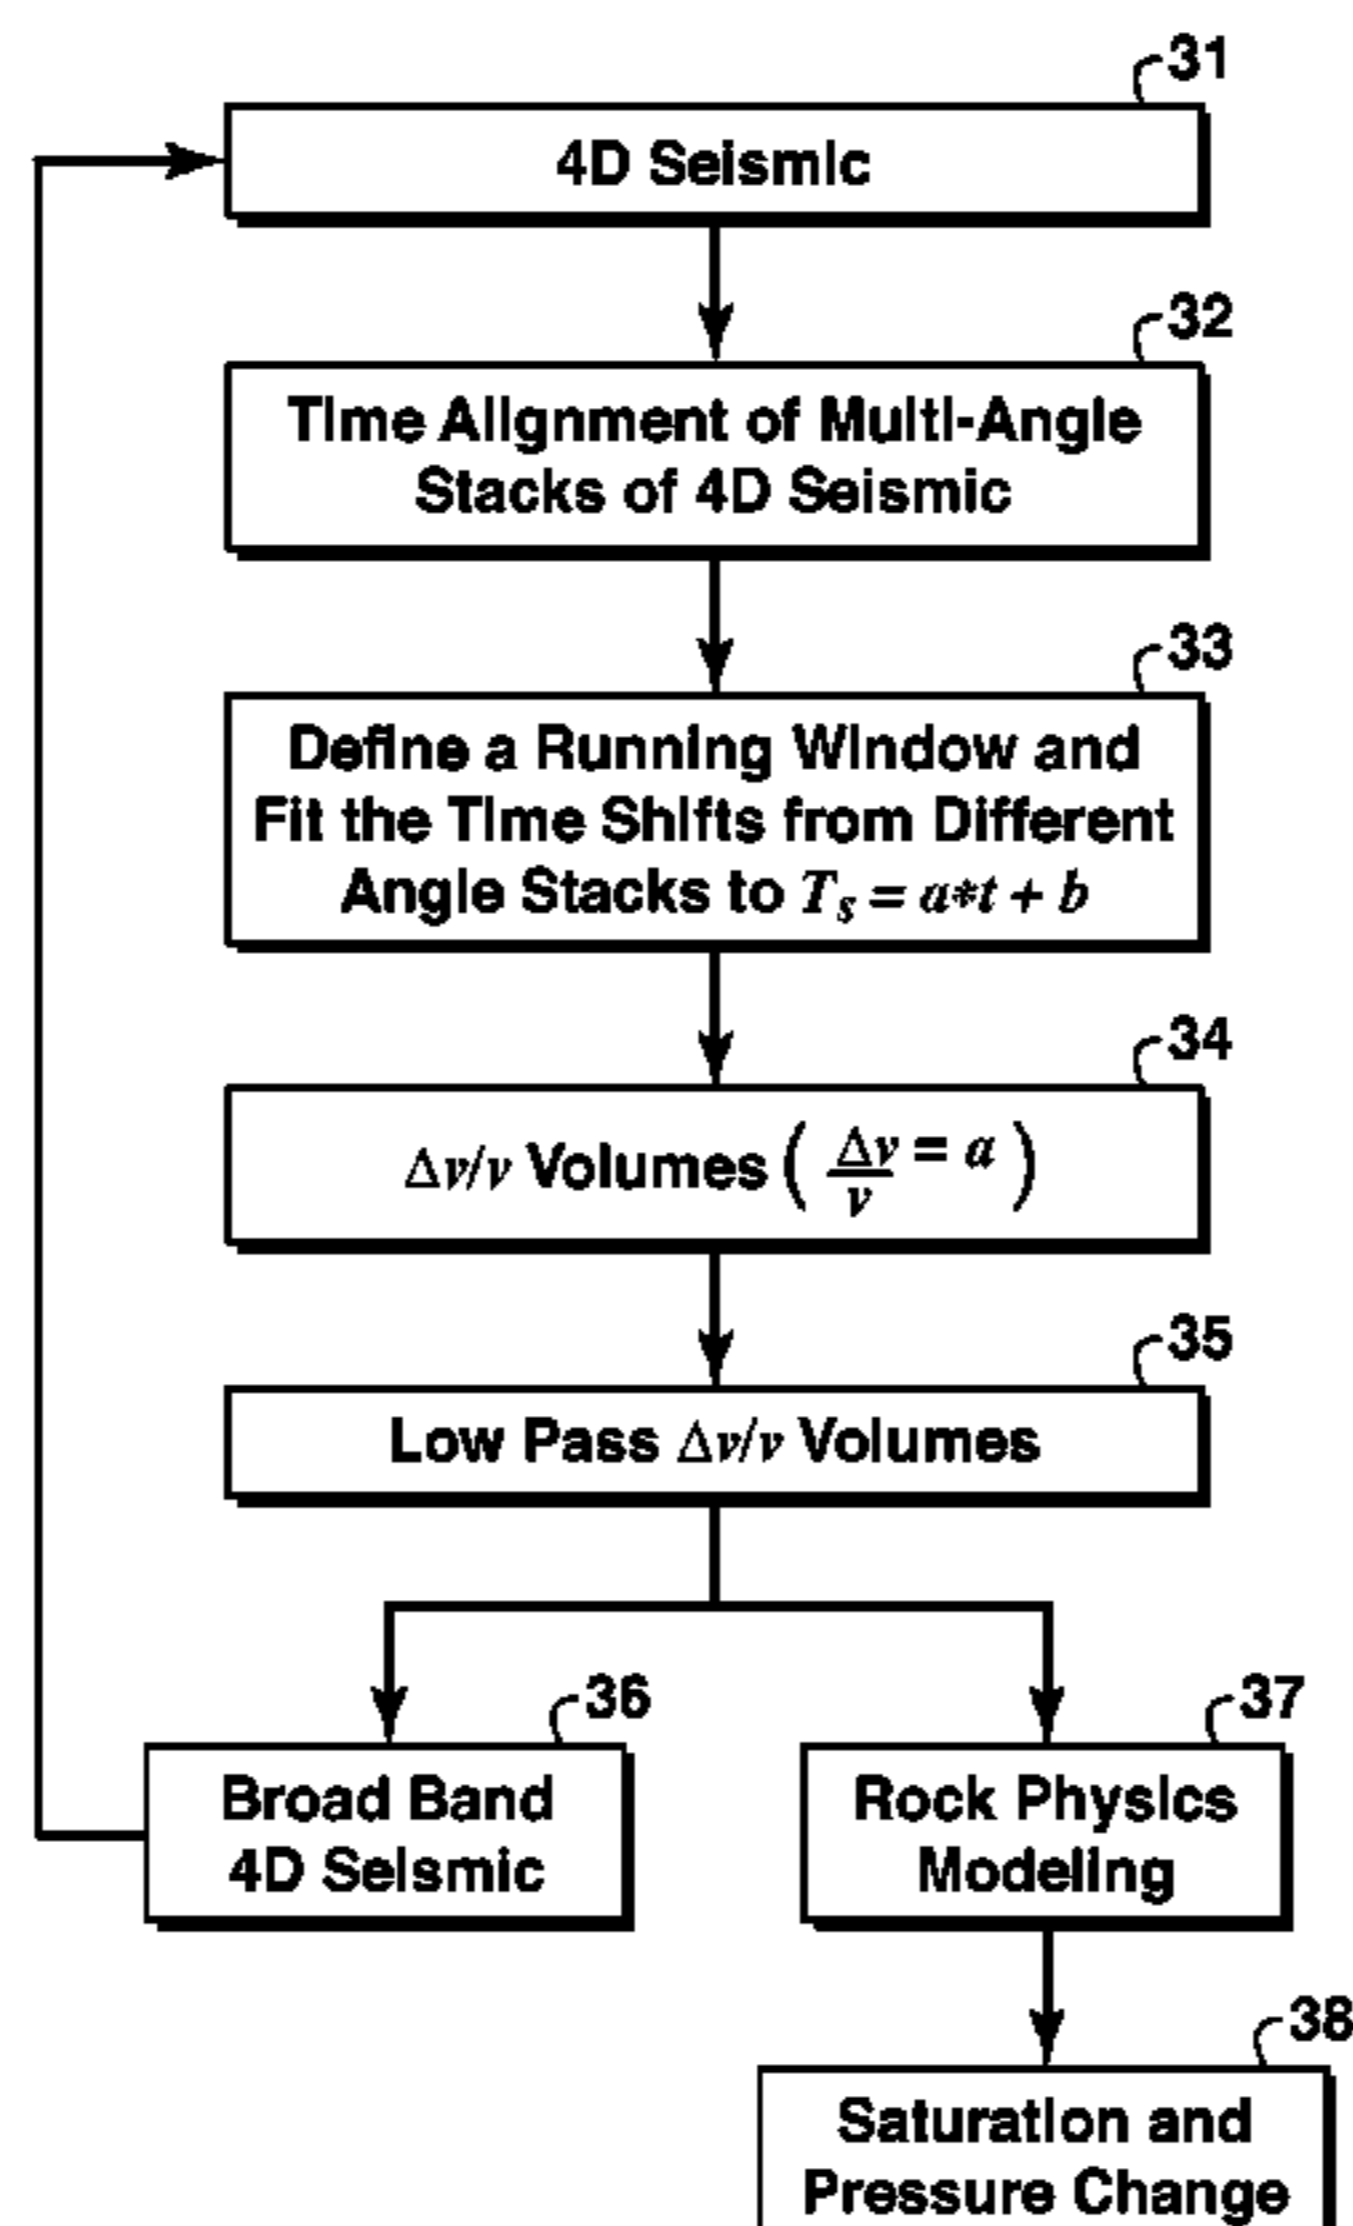 31
4D Seismic
32
Time Alignment of Multi-Angle
Stacks of 4D Seismic
33
Define a Running Window and
Fit the Time Shifts from Different
Angle Stacks to Tₛ = a*t + b
34
Δv/v Volumes ( Δv/v = a )
35
Low Pass Δv/v Volumes
36
Broad Band
4D Seismic
37
Rock Physics
Modeling
38
Saturation and
Pressure Change